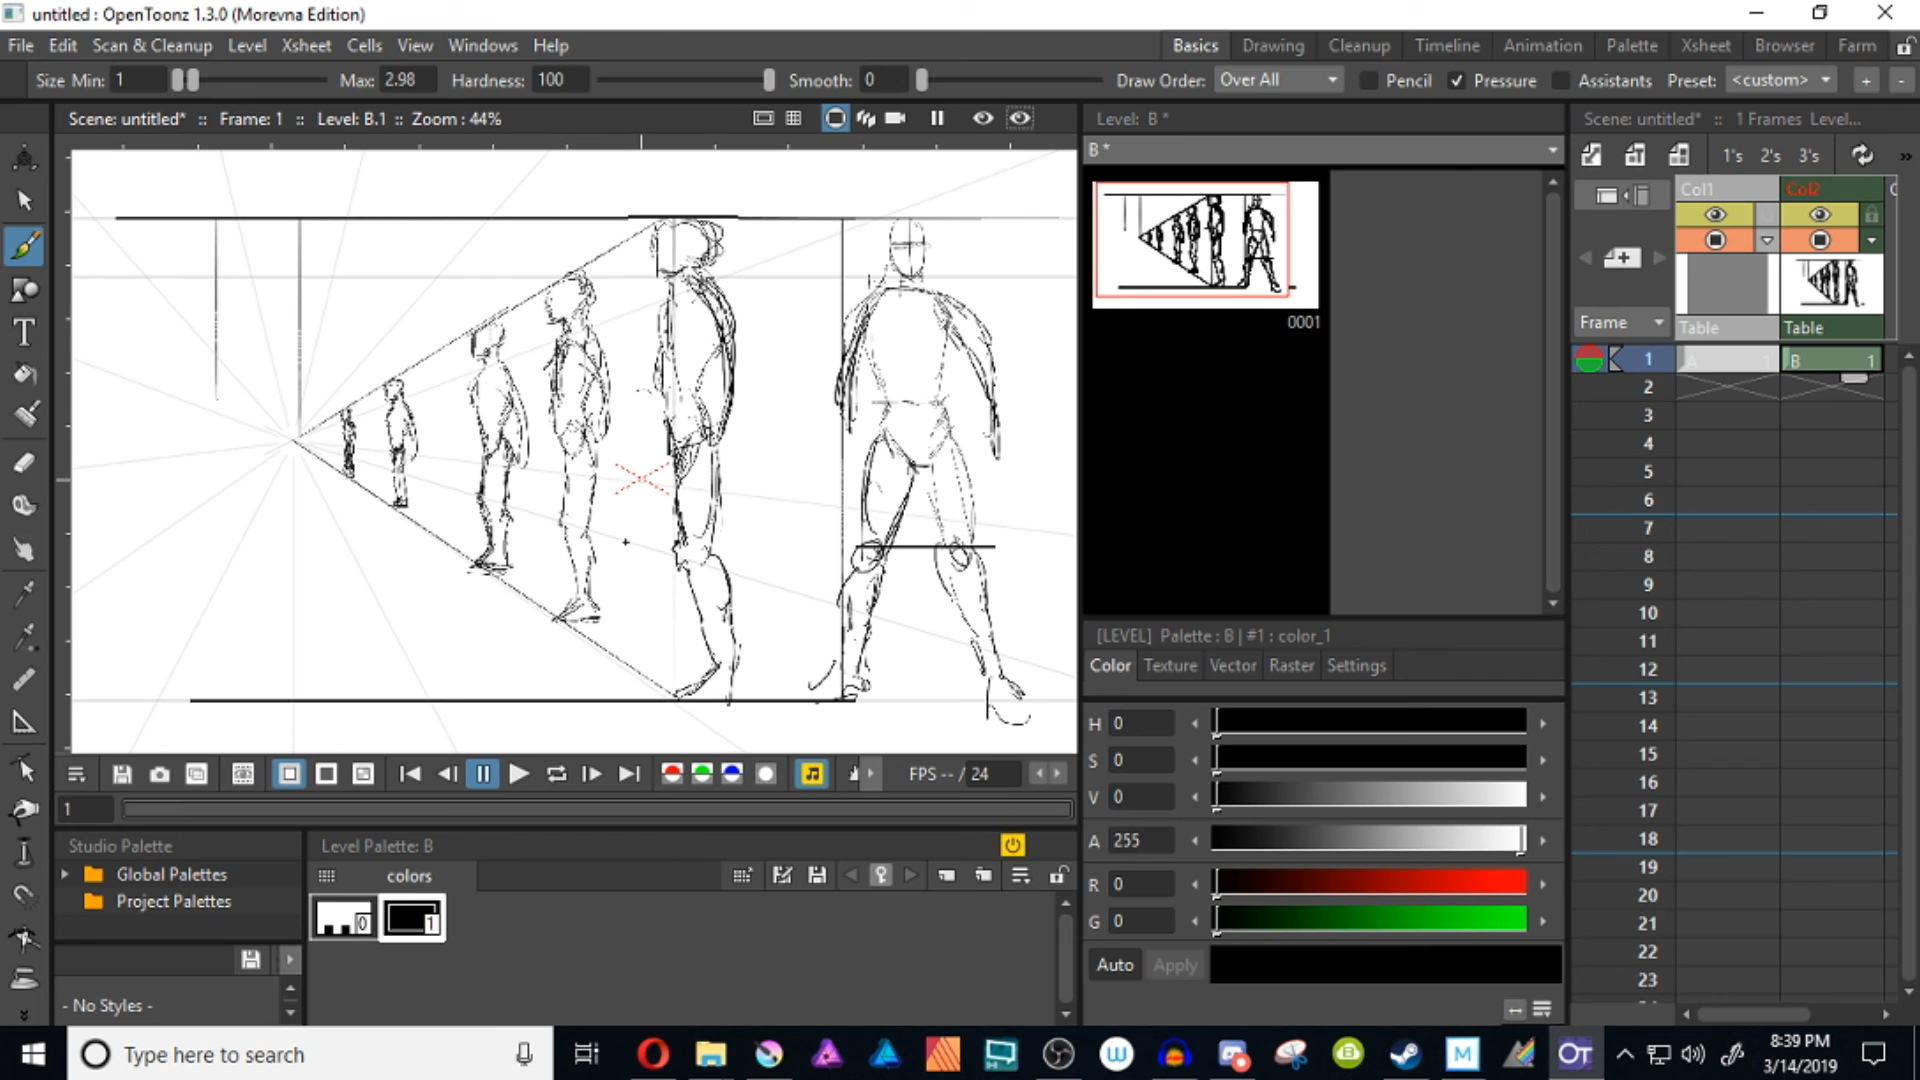 untitled : OpenToonz 1.3.0 (Morevna Edition)
File Edit Scan & Cleanup Level Xsheet Cells View Windows Help
Basics Drawing Cleanup Timeline Animation Palette Xsheet Browser Farm
Size Min: 1 Max: 2.98 Hardness: 100 Smooth: 0 Draw Order: Over All Pencil Pressure Assistants Preset: <custom> + -
Scene: untitled* :: Frame: 1 :: Level: B.1 :: Zoom : 44%
Level: B *
Scene: untitled* :: 1 Frames Level...
B *
1's 2's 3's
Col1 Col2
0001
Frame
Table Table
1 A 1 B 1
2
3
4
5
6
7
8
9
10
11
12
13
14
15
16
17
18
19
20
21
22
23
[LEVEL] Palette : B | #1 : color_1
Color Texture Vector Raster Settings
H 0
S 0
V 0
A 255
R 0
G 0
Auto Apply
FPS -- / 24
1
Studio Palette
Global Palettes
Project Palettes
- No Styles -
Level Palette: B
colors
0 1
Type here to search
8:39 PM
3/14/2019